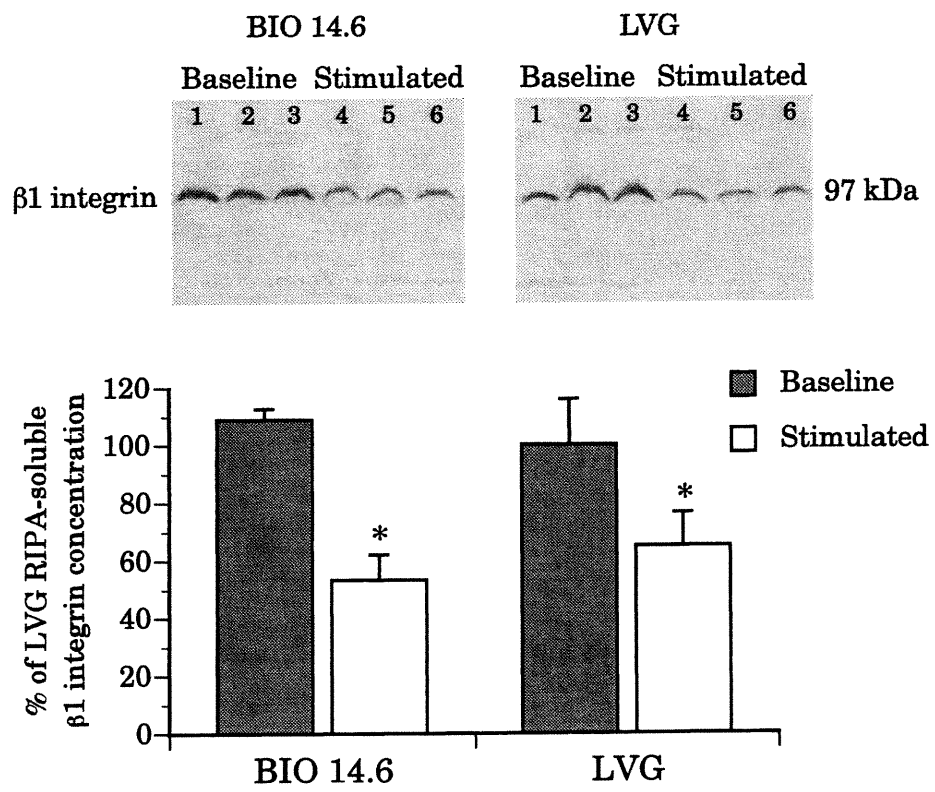 BIO 14.6 LVG
Baseline Stimulated Baseline Stimulated
1 2 3 4 5 6 1 2 3 4 5 6
β1 integrin 97 kDa
% of LVG RIPA-soluble
β1 integrin concentration
120
100
80
60
40
20
0
Baseline
Stimulated
*
*
BIO 14.6 LVG